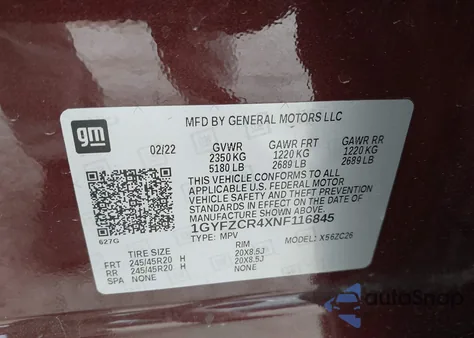 MFD BY GENERAL MOTORS LLC
gm
02/22 GVWR GAWR FRT GAWR RR
2350 KG 1220 KG 1220 KG
5180 LB 2689 LB 2689 LB
THIS VEHICLE CONFORMS TO ALL
APPLICABLE U.S. FEDERAL MOTOR
VEHICLE SAFETY AND THEFT
PREVENTION STANDARDS IN EFFECT ON
THE DATE OF MANUFACTURE SHOWN ABOVE.
1GYFZCR4XNF116845
627G
TYPE: MPV MODEL: X56ZC26
TIRE SIZE RIM
FRT 245/45R20 H 20X8.5J
RR 245/45R20 H 20X8.5J
SPA NONE NONE
autoSnap